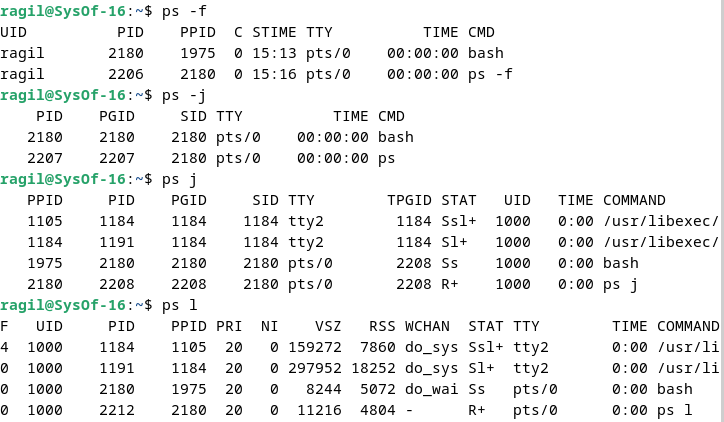 ragil@SysOf-16:~$ ps -f
UID          PID    PPID  C STIME TTY          TIME CMD
ragil       2180    1975  0 15:13 pts/0    00:00:00 bash
ragil       2206    2180  0 15:16 pts/0    00:00:00 ps -f
ragil@SysOf-16:~$ ps -j
    PID    PGID     SID TTY          TIME CMD
   2180    2180    2180 pts/0    00:00:00 bash
   2207    2207    2180 pts/0    00:00:00 ps
ragil@SysOf-16:~$ ps j
   PPID     PID    PGID     SID TTY        TPGID STAT   UID   TIME COMMAND
   1105    1184    1184    1184 tty2        1184 Ssl+  1000   0:00 /usr/libexec/
   1184    1191    1184    1184 tty2        1184 Sl+   1000   0:00 /usr/libexec/
   1975    2180    2180    2180 pts/0       2208 Ss    1000   0:00 bash
   2180    2208    2208    2180 pts/0       2208 R+    1000   0:00 ps j
ragil@SysOf-16:~$ ps l
F   UID     PID    PPID PRI  NI    VSZ   RSS WCHAN  STAT TTY        TIME COMMAND
4  1000    1184    1105  20   0 159272  7860 do_sys Ssl+ tty2       0:00 /usr/li
0  1000    1191    1184  20   0 297952 18252 do_sys Sl+  tty2       0:00 /usr/li
0  1000    2180    1975  20   0   8244  5072 do_wai Ss   pts/0      0:00 bash
0  1000    2212    2180  20   0  11216  4804 -      R+   pts/0      0:00 ps l